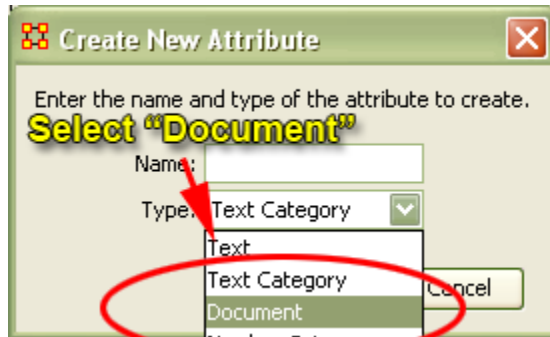 Create New Attribute
Enter the name and type of the attribute to create.
Select “Document”
Name:
Type: Text Category
Text
Text Category
Cancel
Document